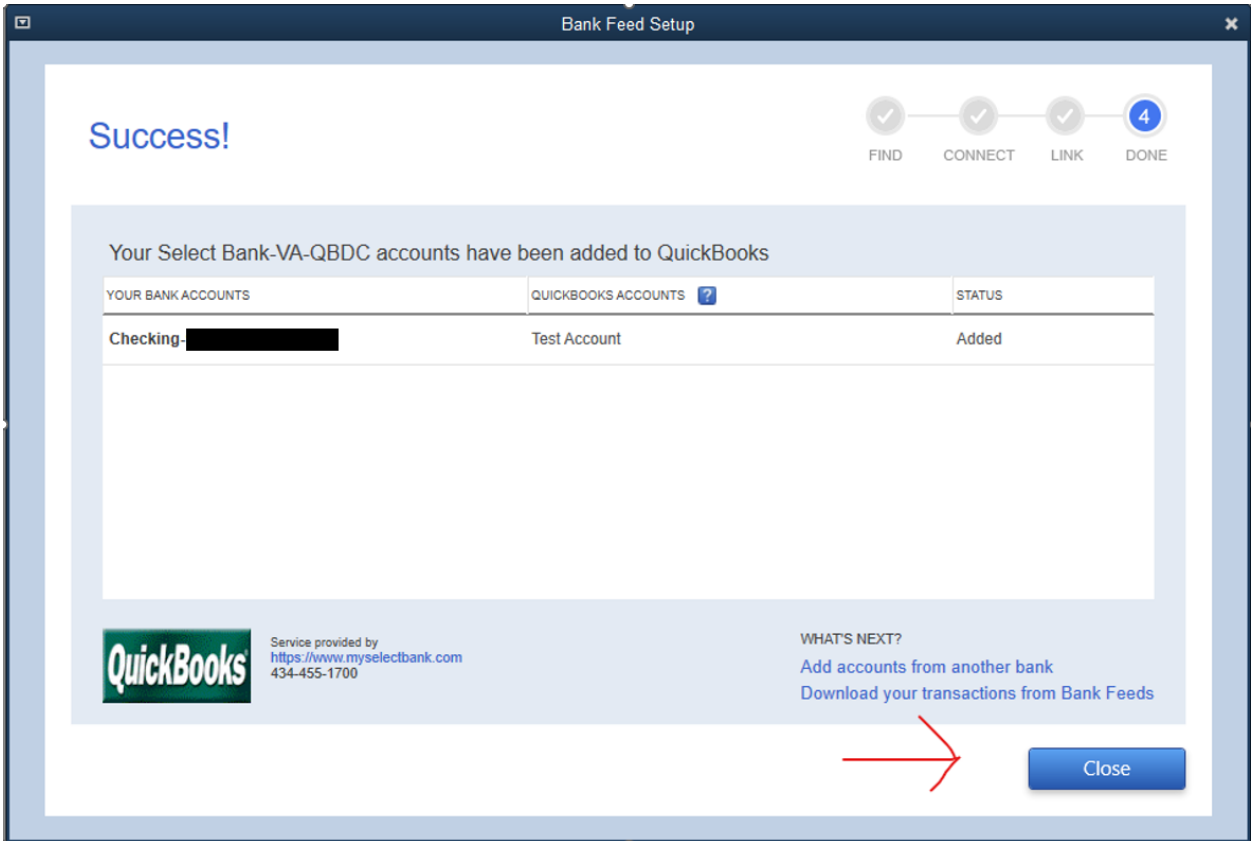 Bank Feed Setup
Success!
4
FIND CONNECT LINK DONE
Your Select Bank-VA-QBDC accounts have been added to QuickBooks
YOUR BANK ACCOUNTS QUICKBOOKS ACCOUNTS ? STATUS
Checking- Test Account Added
QuickBooks
Service provided by
https://www.myselectbank.com
434-455-1700
WHAT'S NEXT?
Add accounts from another bank
Download your transactions from Bank Feeds
Close